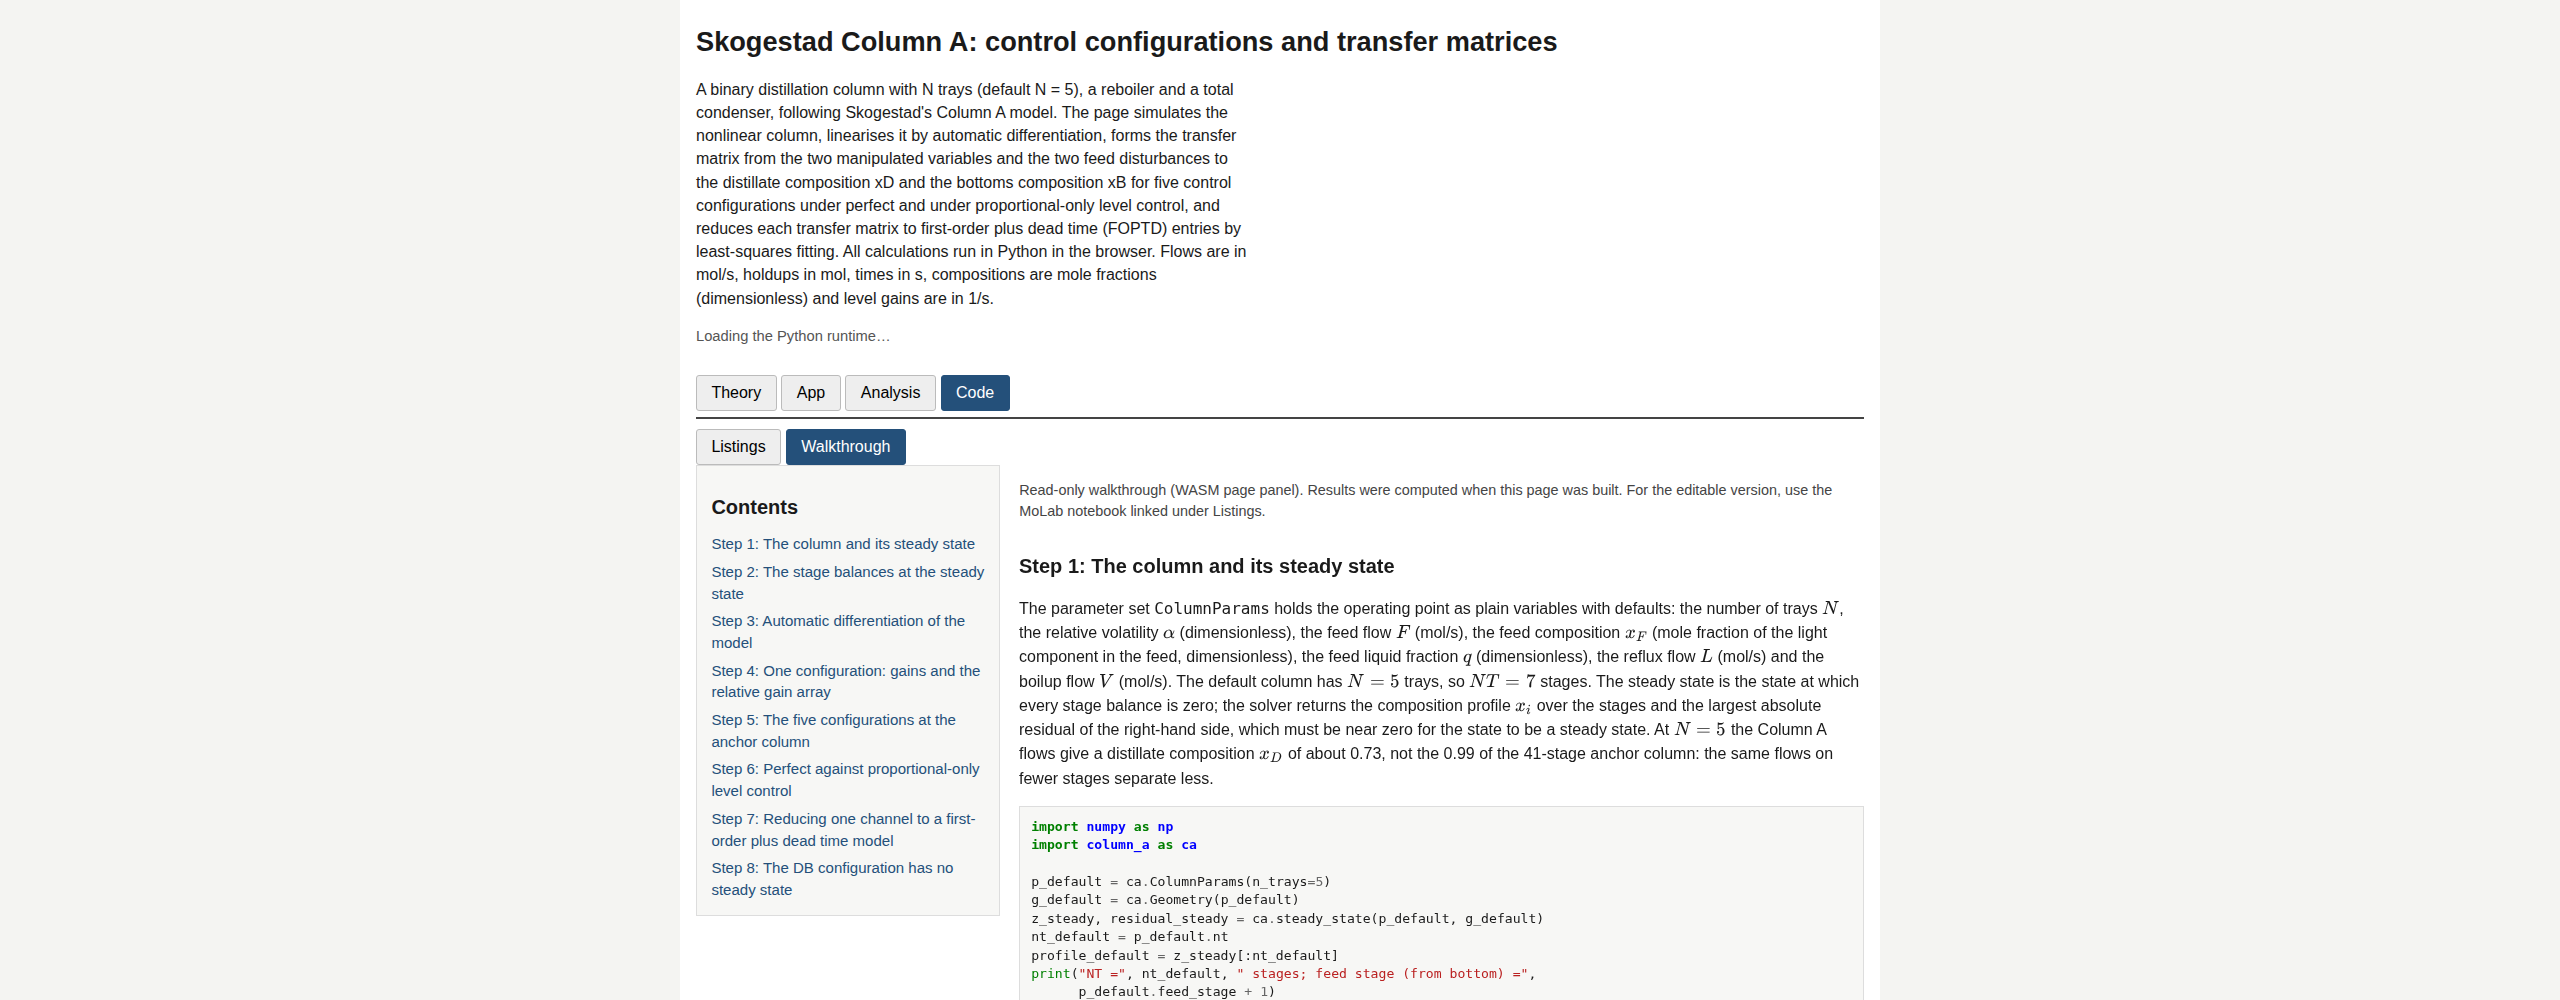 Skogestad Column A: control configurations and transfer matrices
A binary distillation column with N trays (default N = 5), a reboiler and a total
condenser, following Skogestad's Column A model. The page simulates the
nonlinear column, linearises it by automatic differentiation, forms the transfer
matrix from the two manipulated variables and the two feed disturbances to
the distillate composition xD and the bottoms composition xB for five control
configurations under perfect and under proportional-only level control, and
reduces each transfer matrix to first-order plus dead time (FOPTD) entries by
least-squares fitting. All calculations run in Python in the browser. Flows are in
mol/s, holdups in mol, times in s, compositions are mole fractions
(dimensionless) and level gains are in 1/s.
Loading the Python runtime…
Theory App Analysis Code
Listings Walkthrough
Contents
Step 1: The column and its steady state
Step 2: The stage balances at the steady
state
Step 3: Automatic differentiation of the
model
Step 4: One configuration: gains and the
relative gain array
Step 5: The five configurations at the
anchor column
Step 6: Perfect against proportional-only
level control
Step 7: Reducing one channel to a first-
order plus dead time model
Step 8: The DB configuration has no
steady state
Read-only walkthrough (WASM page panel). Results were computed when this page was built. For the editable version, use the
MoLab notebook linked under Listings.
Step 1: The column and its steady state
The parameter set ColumnParams holds the operating point as plain variables with defaults: the number of trays N,
the relative volatility α (dimensionless), the feed flow F (mol/s), the feed composition x_F (mole fraction of the light
component in the feed, dimensionless), the feed liquid fraction q (dimensionless), the reflux flow L (mol/s) and the
boilup flow V (mol/s). The default column has N = 5 trays, so NT = 7 stages. The steady state is the state at which
every stage balance is zero; the solver returns the composition profile x_i over the stages and the largest absolute
residual of the right-hand side, which must be near zero for the state to be a steady state. At N = 5 the Column A
flows give a distillate composition x_D of about 0.73, not the 0.99 of the 41-stage anchor column: the same flows on
fewer stages separate less.
import numpy as np
import column_a as ca
p_default = ca.ColumnParams(n_trays=5)
g_default = ca.Geometry(p_default)
z_steady, residual_steady = ca.steady_state(p_default, g_default)
nt_default = p_default.nt
profile_default = z_steady[:nt_default]
print("NT =", nt_default, " stages; feed stage (from bottom) =",
p_default.feed_stage + 1)